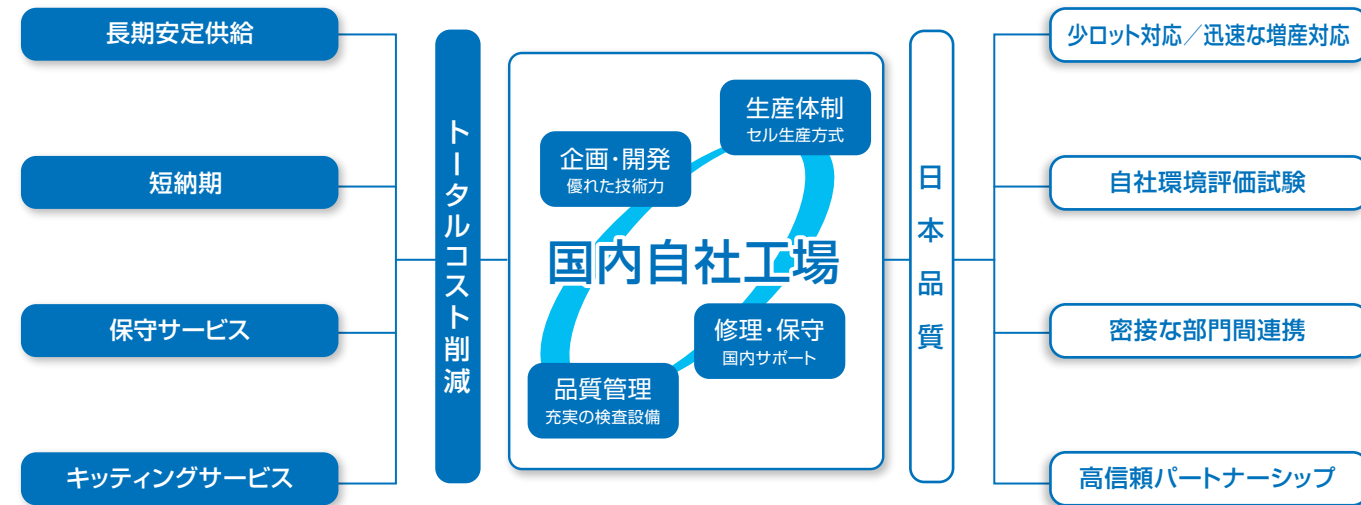 長期安定供給
短納期
保守サービス
キッティングサービス
トータルコスト削減
生産体制
セル生産方式
企画・開発
優れた技術力
国内自社工場
修理・保守
国内サポート
品質管理
充実の検査設備
日本品質
少ロット対応／迅速な増産対応
自社環境評価試験
密接な部門間連携
高信頼パートナーシップ